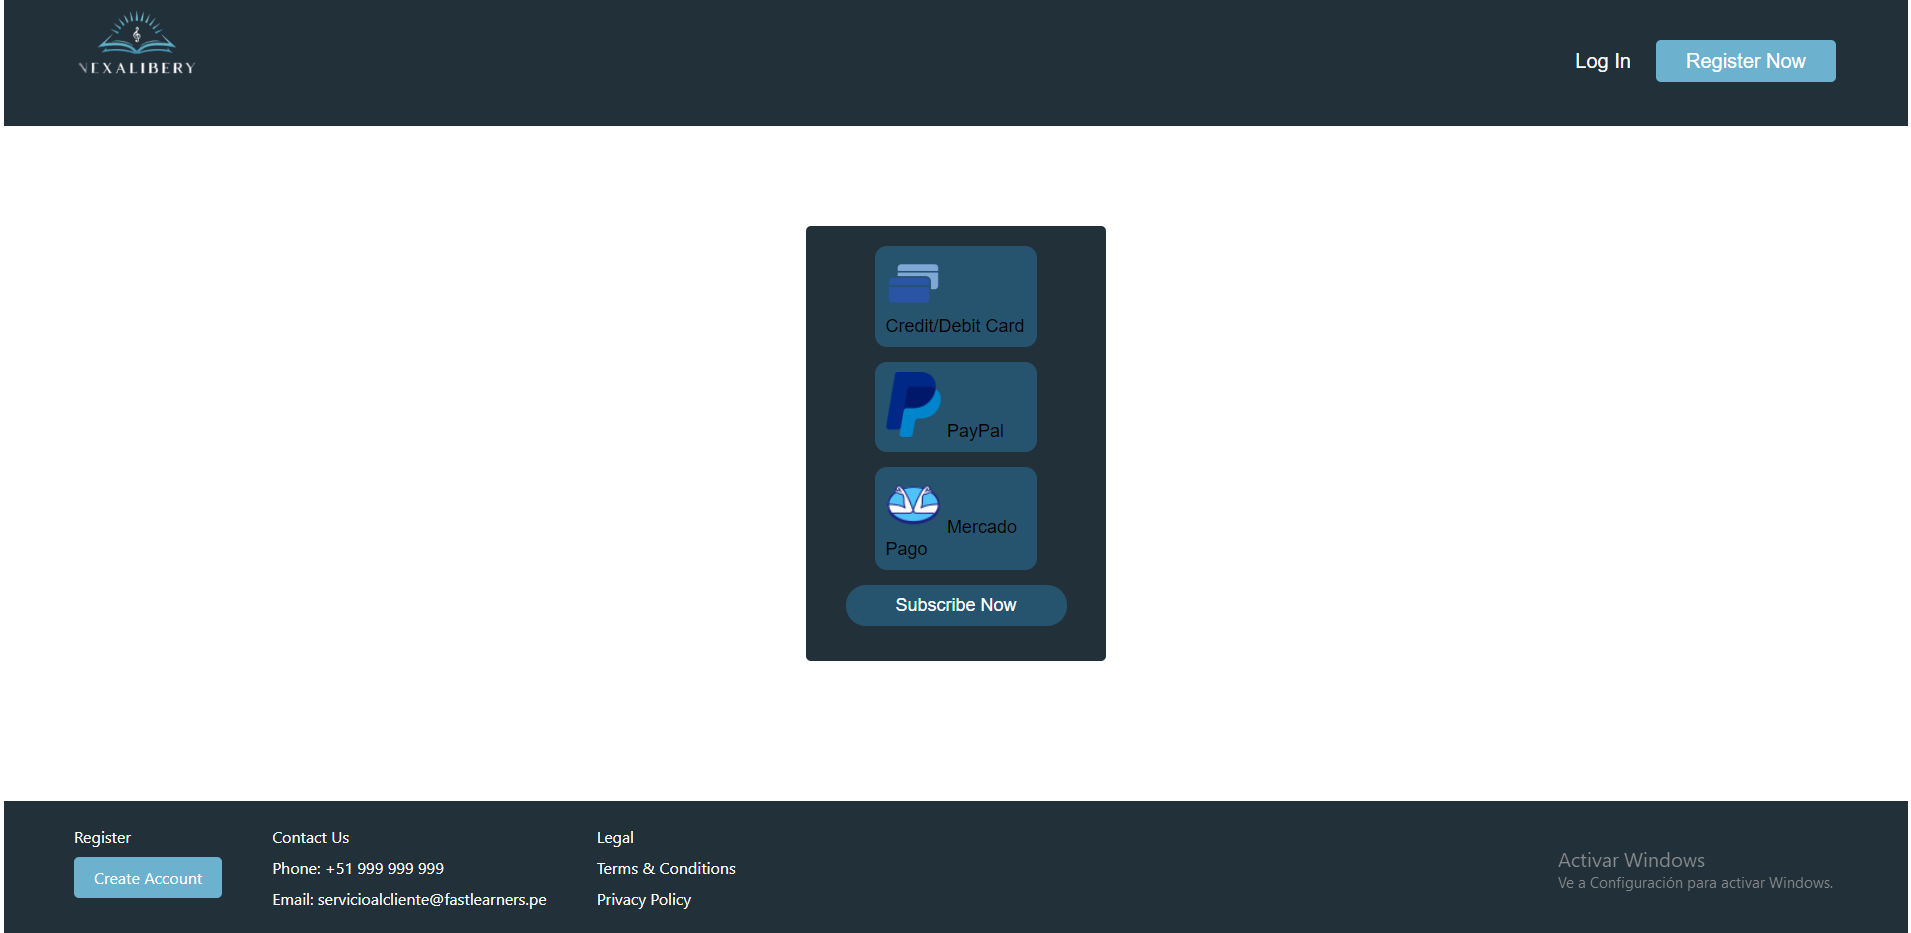 NEXALIBERY
Log In
Register Now
Credit/Debit Card
PayPal
Mercado
Pago
Subscribe Now
Register
Create Account
Contact Us
Phone: +51 999 999 999
Email: servicioalcliente@fastlearners.pe
Legal
Terms & Conditions
Privacy Policy
Activar Windows
Ve a Configuración para activar Windows.